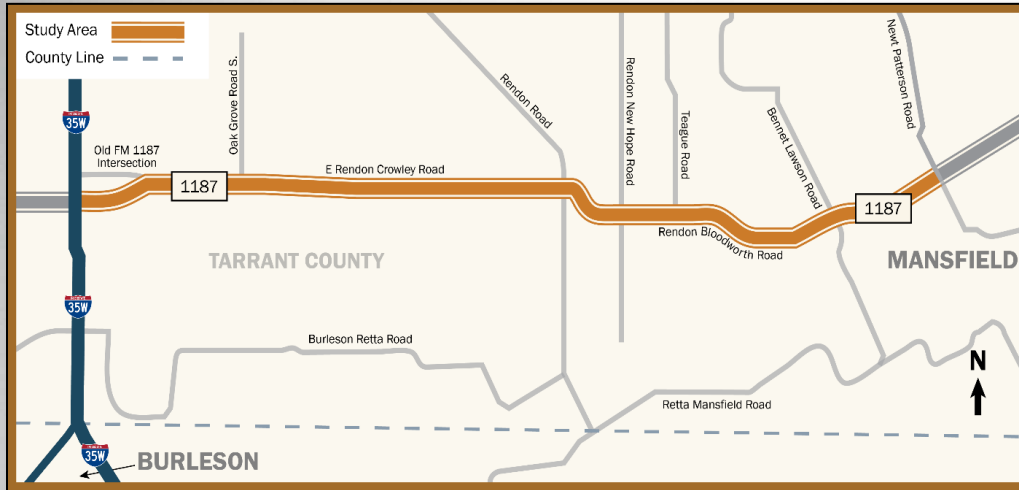 Study Area
County Line
35W
Old FM 1187
Intersection
Oak Grove Road S.
1187
E Rendon Crowley Road
Rendon Road
Rendon New Hope Road
Teague Road
Bennet Lawson Road
Newt Patterson Road
1187
Rendon Bloodworth Road
TARRANT COUNTY
MANSFIELD
35W
Burleson Retta Road
Retta Mansfield Road
N
35W
BURLESON